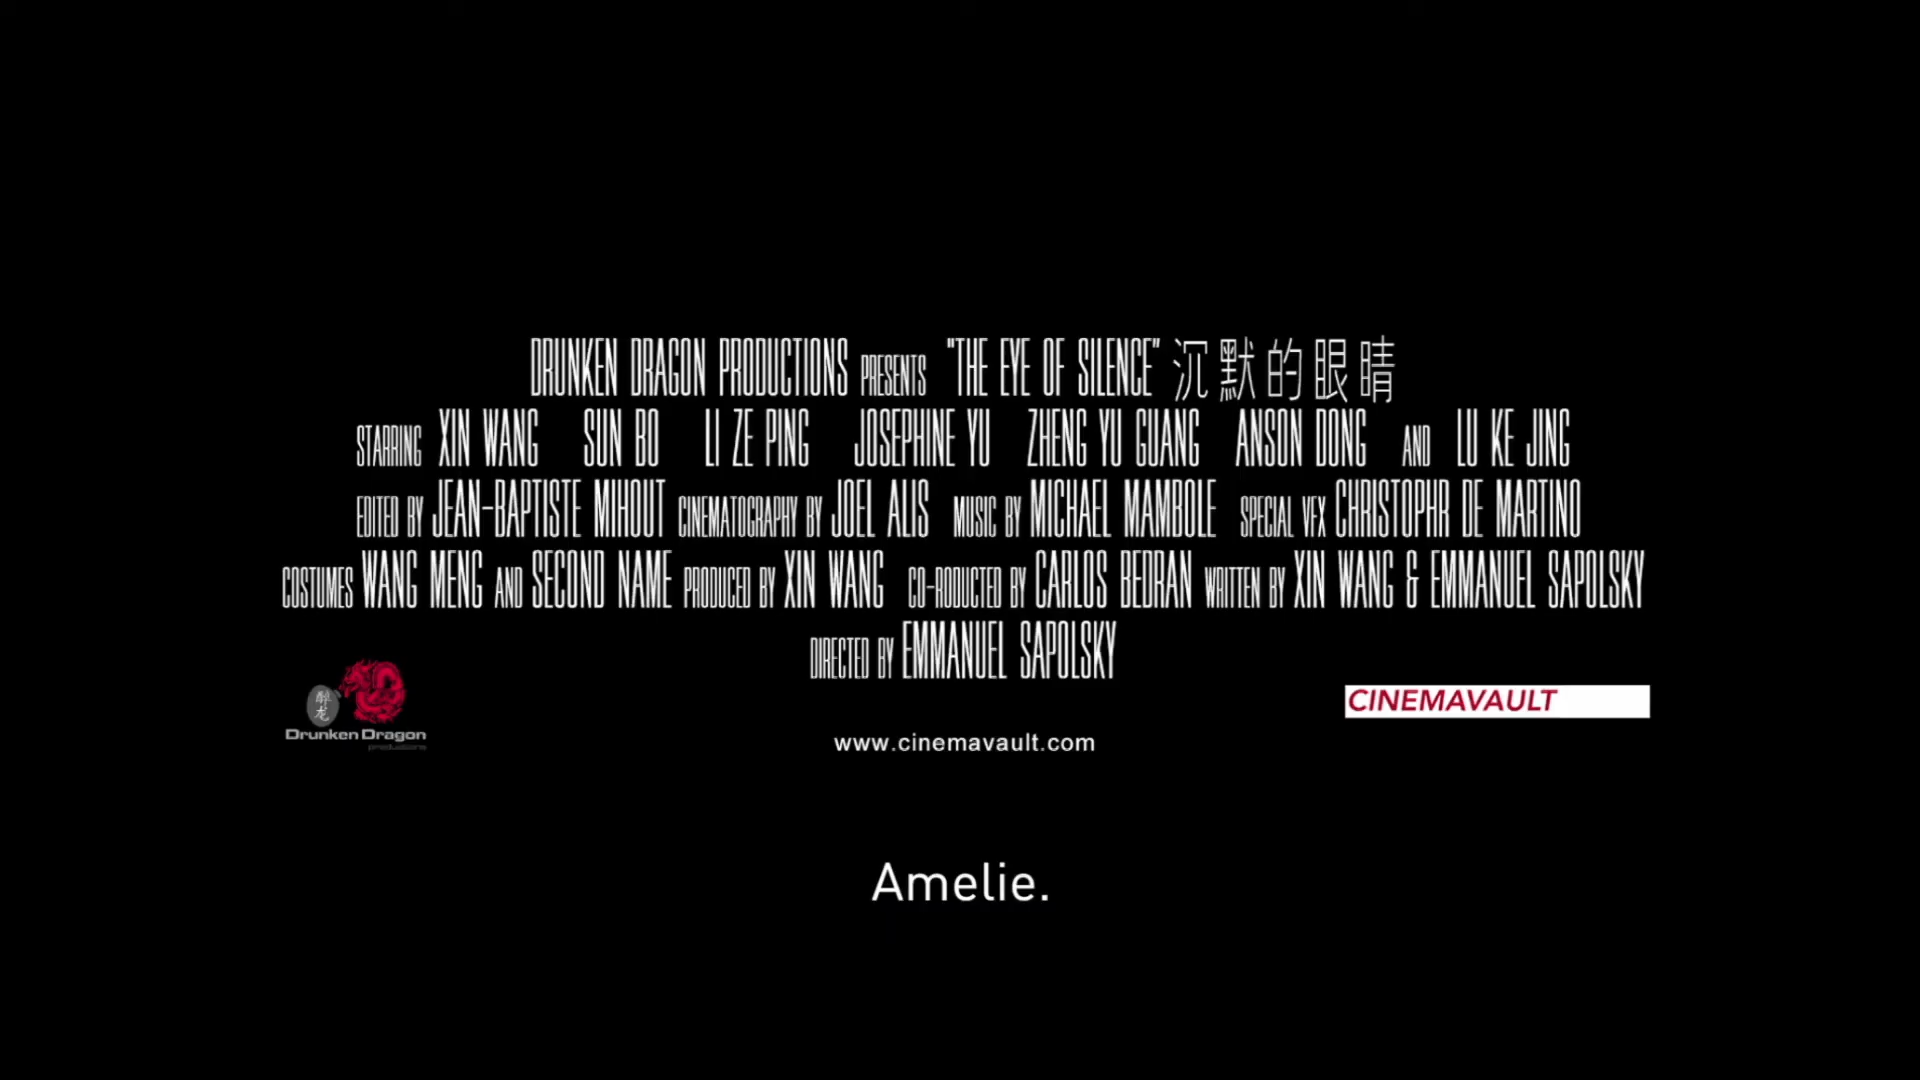 DRUNKEN DRAGON PRODUCTIONS PRESENTS "THE EYE OF SILENCE" 沉默的眼睛
STARRING XIN WANG SUN BO LI ZE PING JOSEPHINE YU ZHENG YU GUANG ANSON DONG AND LU KE JING
EDITED BY JEAN-BAPTISTE MIHOUT CINEMATOGRAPHY BY JOEL ALIS MUSIC BY MICHAEL MAMBOLE SPECIAL VFX CHRISTOPHR DE MARTINO
COSTUMES WANG MENG AND SECOND NAME PRODUCED BY XIN WANG CO-RODUCTED BY CARLOS BEDRAN WRITTEN BY XIN WANG & EMMANUEL SAPOLSKY
DIRECTED BY EMMANUEL SAPOLSKY
醉龙
Drunken Dragon
productions
CINEMAVAULT
www.cinemavault.com
Amelie.